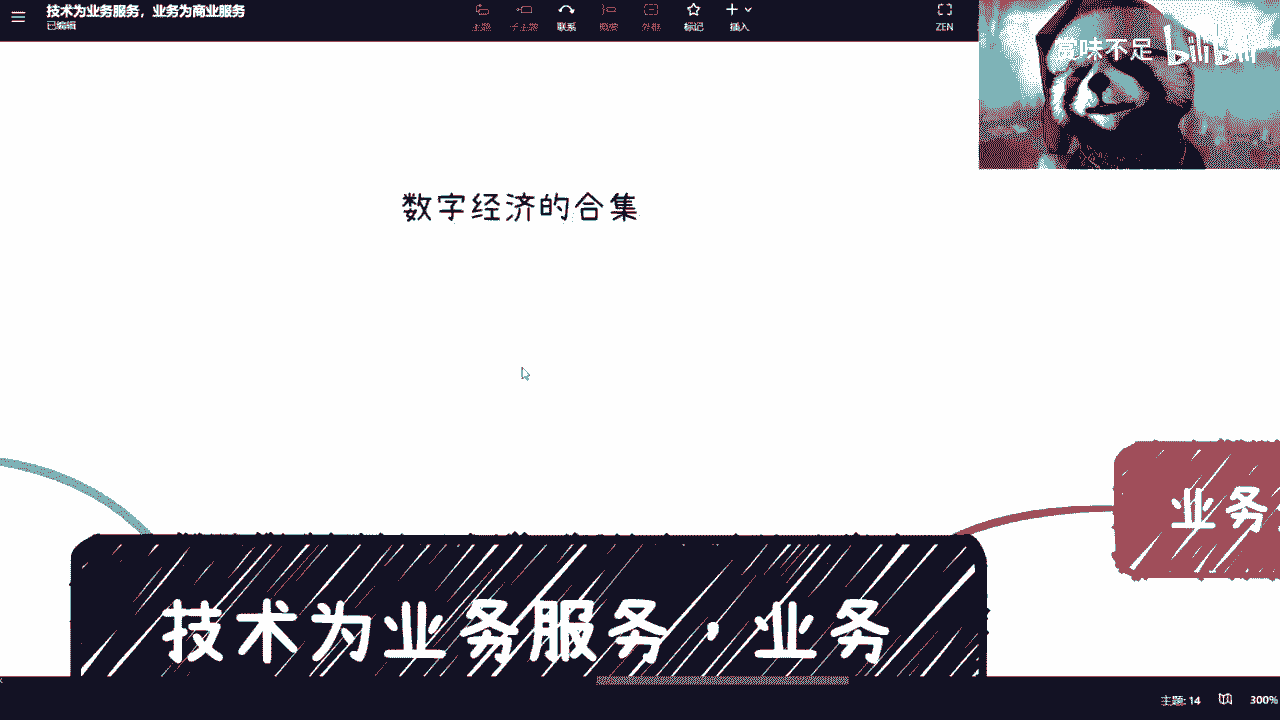 技术为业务服务,业务为商业服务
已编辑
主题
子主题
联系
概要
外框
标记
插入
ZEN
赏味不足 bilibili
数字经济的合集
业务
技术为业务服务,业务
主题: 14
300%